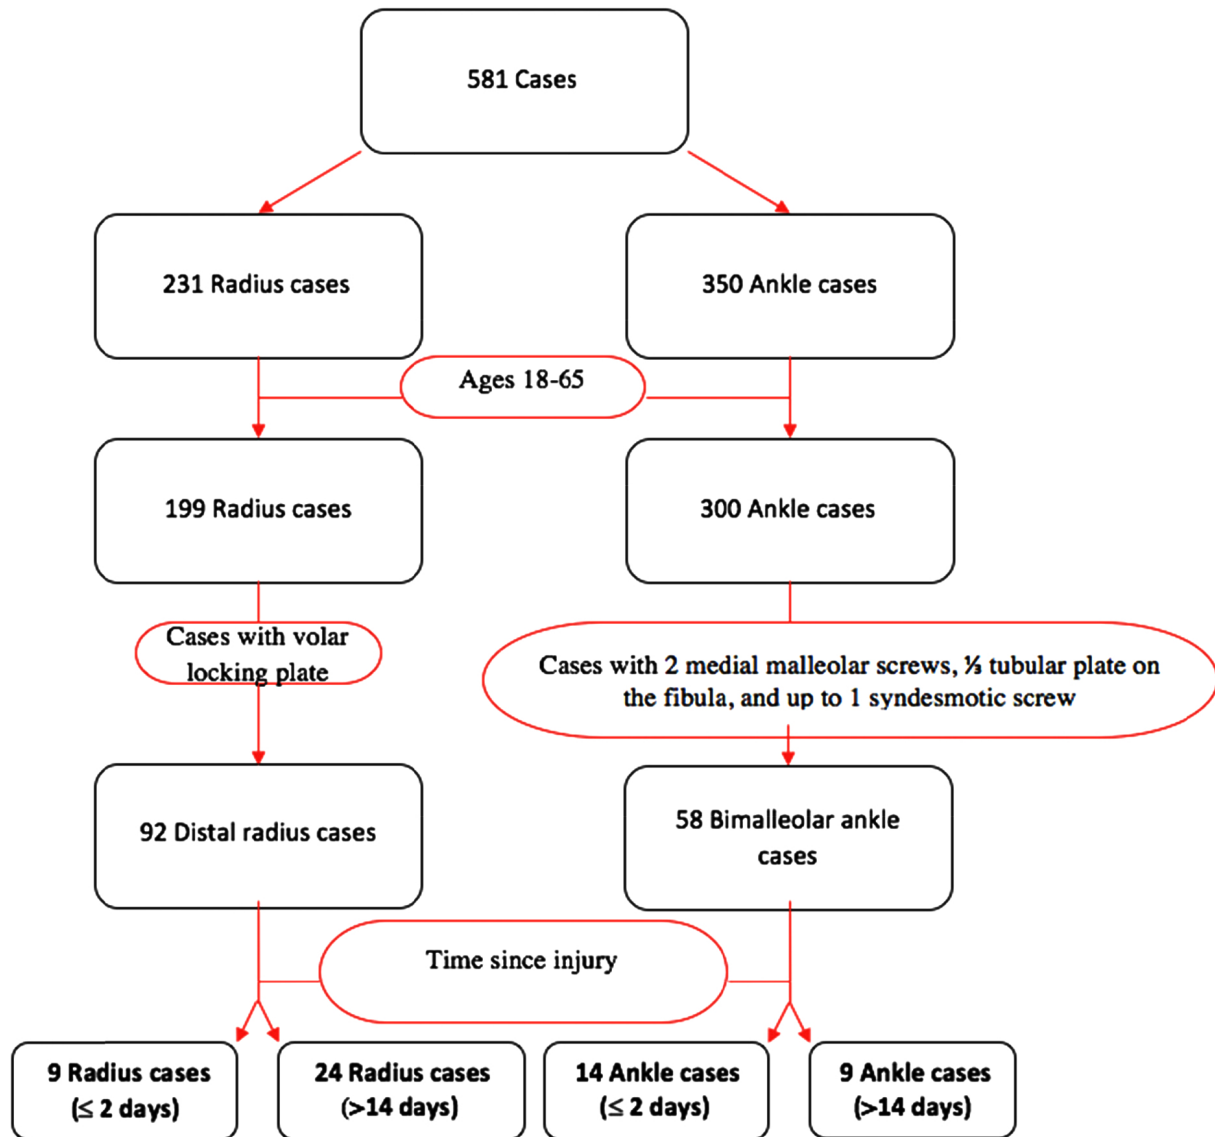 581 Cases
231 Radius cases
350 Ankle cases
Ages 18-65
199 Radius cases
300 Ankle cases
Cases with volar
locking plate
Cases with 2 medial malleolar screws, ⅓ tubular plate on
the fibula, and up to 1 syndesmotic screw
92 Distal radius cases
58 Bimalleolar ankle
cases
Time since injury
9 Radius cases
(≤ 2 days)
24 Radius cases
(>14 days)
14 Ankle cases
(≤ 2 days)
9 Ankle cases
(>14 days)